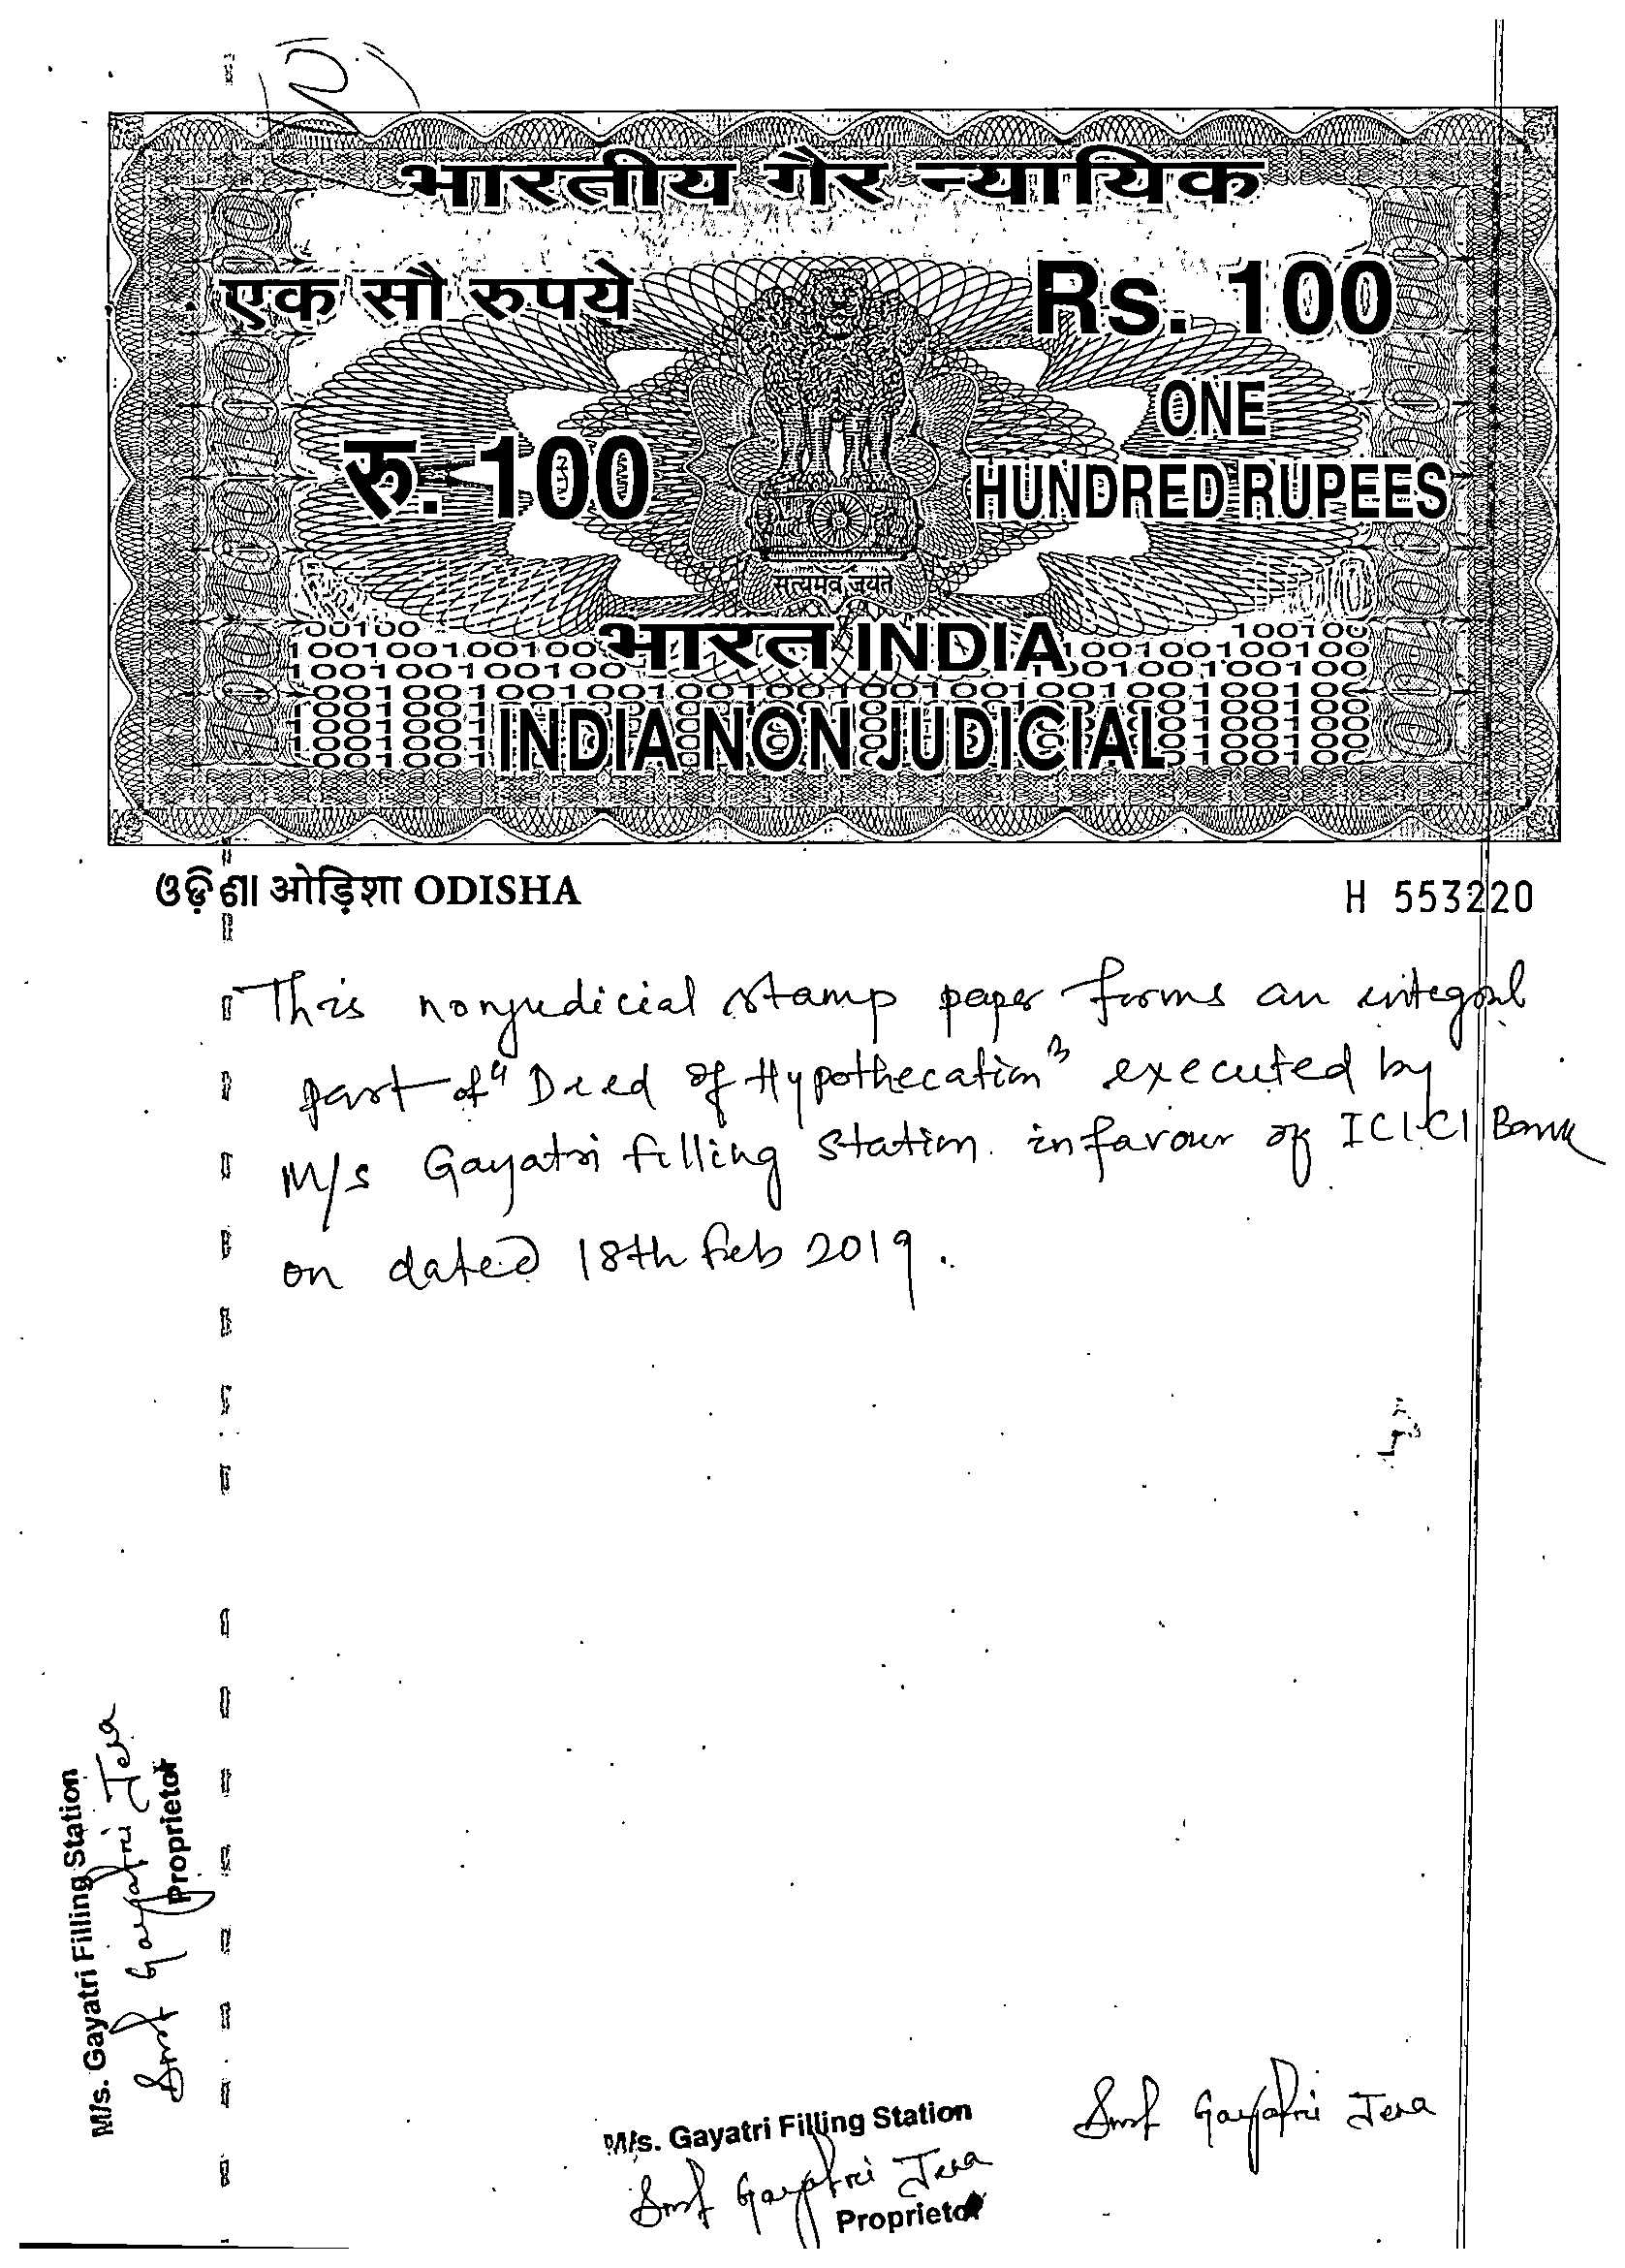 भारतीय गैर न्यायिक
एक सौ रुपये
Rs. 100
रु. 100
ONE
HUNDRED RUPEES
सत्यमेव जयते
भारत INDIA
INDIA NON JUDICIAL
ଓଡ଼ିଶା ओड़िशा ODISHA
H 553220
This nonjudicial stamp paper forms an integral
part of "Deed of Hypothecation" executed by
M/s Gayatri filling Station in favour of ICICI Bank
on dated 18th Feb 2019.
M/s. Gayatri Filling Station
Smt Gayatri Jena
Proprietor
M/s. Gayatri Filling Station
Smt Gayatri Jena
Proprietor
Smt Gayatri Jena